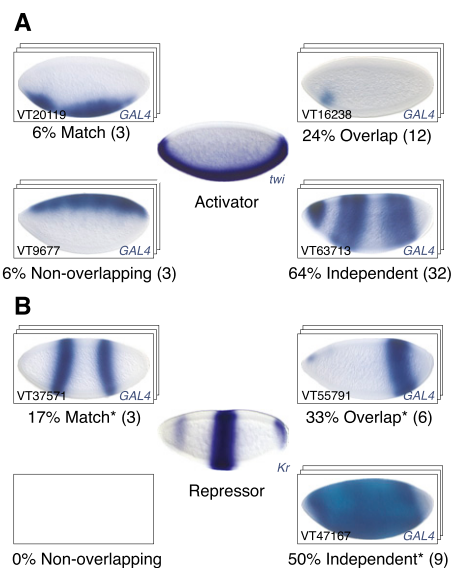 A
VT20119 GAL4
6% Match (3)
VT16238 GAL4
24% Overlap (12)
twi
Activator
VT9677 GAL4
6% Non-overlapping (3)
VT63713 GAL4
64% Independent (32)
B
VT37571 GAL4
17% Match* (3)
VT55791 GAL4
33% Overlap* (6)
Kr
Repressor
0% Non-overlapping
VT47167 GAL4
50% Independent* (9)